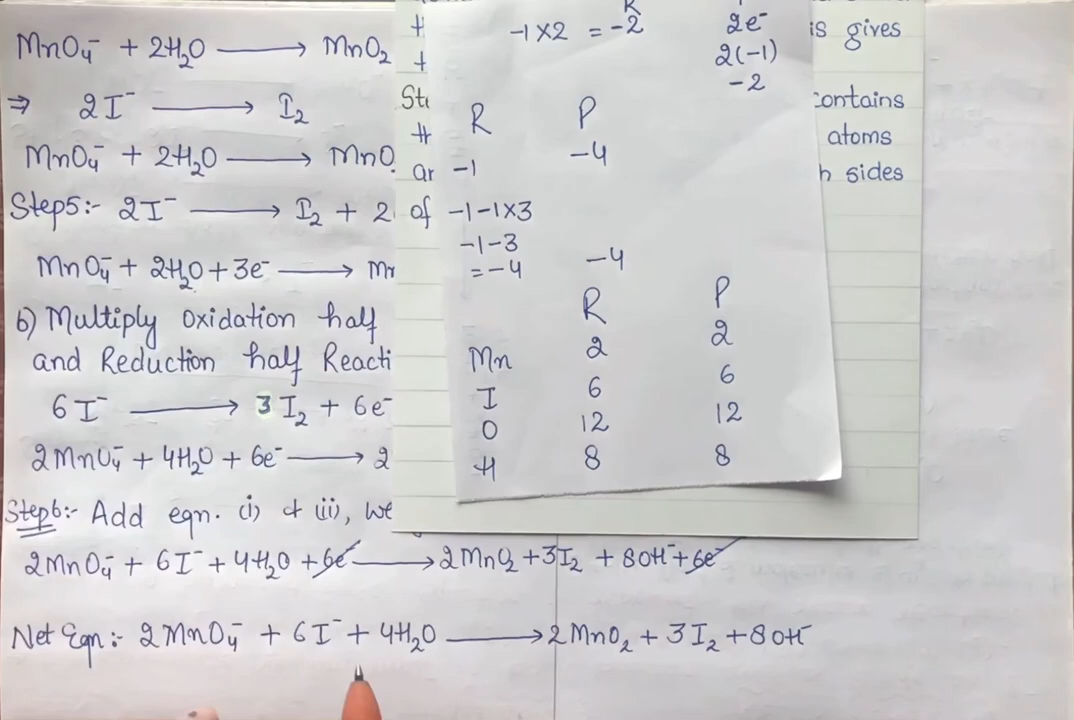 MnO₄⁻ + 2H₂O ⟶ MnO₂
⇒ 2I⁻ ⟶ I₂
MnO₄⁻ + 2H₂O ⟶ MnO
Step5:- 2I⁻ ⟶ I₂ + 2
MnO₄⁻ + 2H₂O + 3e⁻ ⟶ Mn
6) Multiply Oxidation half
and Reduction half Reacti
6I⁻ ⟶ 3I₂ + 6e⁻
2MnO₄⁻ + 4H₂O + 6e⁻ ⟶ 2
Step6:- Add eqn. (i) & (ii), we
2MnO₄⁻ + 6I⁻ + 4H₂O + 6e⁻ ⟶ 2MnO₂ + 3I₂ + 8OH⁻ + 6e⁻
Net Eqn:- 2MnO₄⁻ + 6I⁻ + 4H₂O ⟶ 2MnO₂ + 3I₂ + 8OH⁻
is gives
contains
atoms
h sides
of
-1×2 = -2
2e⁻
2(-1)
-2
R P
-1 -4
-1-1×3
-1-3
=-4 -4
R P
Mn 2 2
I 6 6
O 12 12
H 8 8